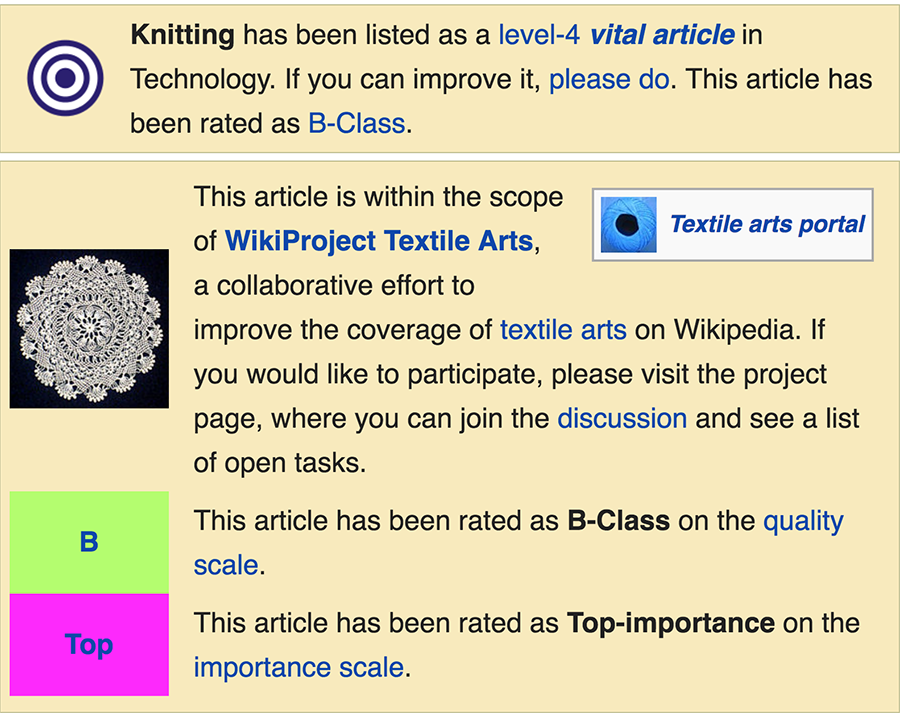 Knitting has been listed as a level-4 vital article in
Technology. If you can improve it, please do. This article has
been rated as B-Class.
This article is within the scope
of WikiProject Textile Arts,
a collaborative effort to
improve the coverage of textile arts on Wikipedia. If
you would like to participate, please visit the project
page, where you can join the discussion and see a list
of open tasks.
Textile arts portal
B
This article has been rated as B-Class on the quality
scale.
Top
This article has been rated as Top-importance on the
importance scale.